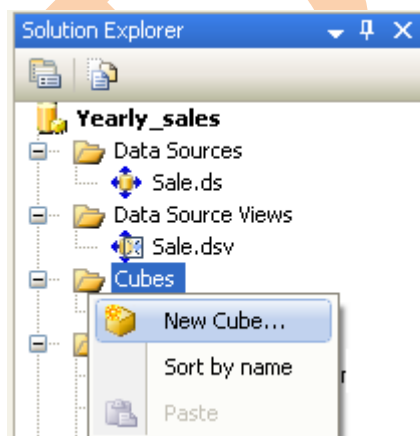 Solution Explorer
Yearly_sales
Data Sources
Sale.ds
Data Source Views
Sale.dsv
Cubes
New Cube...
Sort by name
Paste